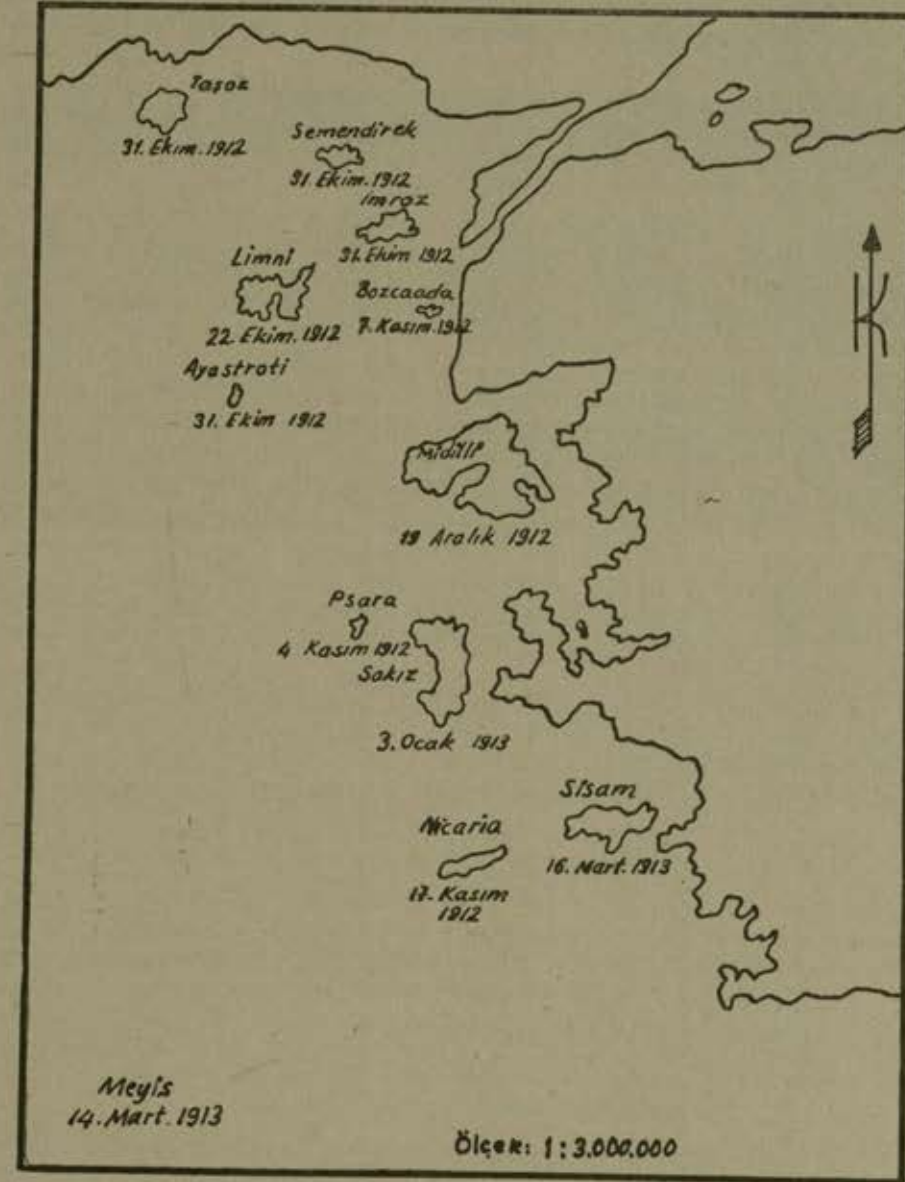 Taşoz
31. Ekim. 1912
Semendirek
31. Ekim. 1912
imroz
31. Ekim 1912
Limni
22. Ekim. 1912
Bozcaada
7. Kasım. 1912
Ayastrati
31. Ekim 1912
Midilli
19 Aralık 1912
Psara
4 Kasım 1912
Sakız
3. Ocak 1913
Sisam
16. Mart. 1913
Nicaria
17. Kasım
1912
Meyis
14. Mart. 1913
Ölçek: 1:3.000.000